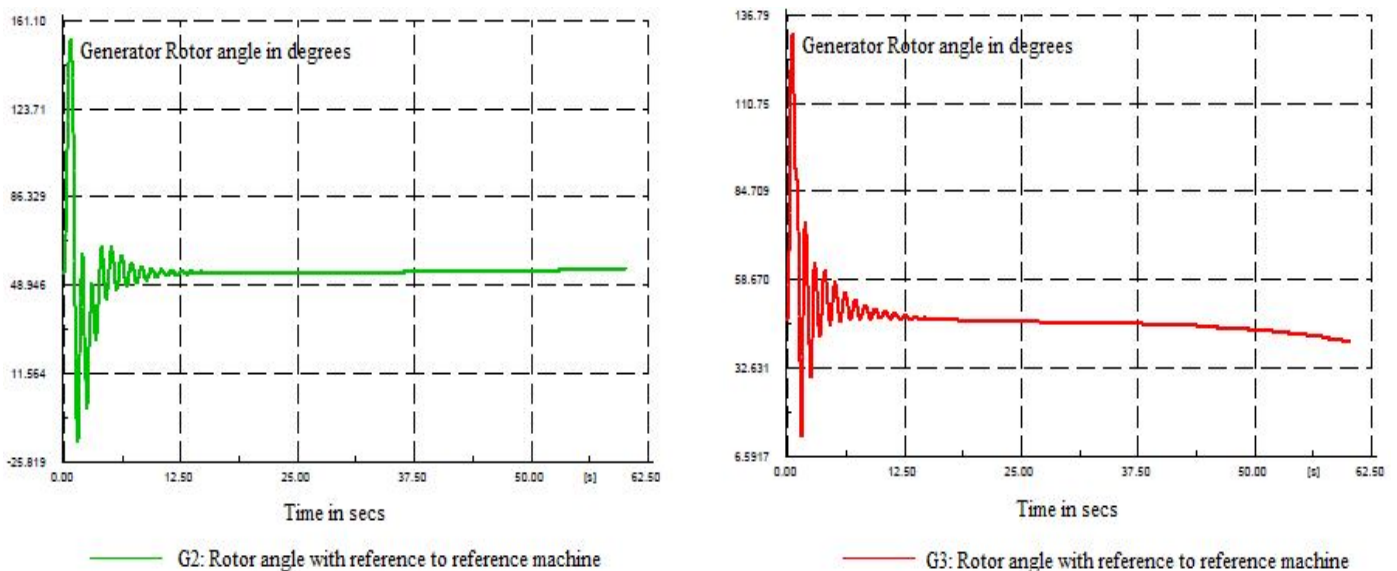 161.10
Generator Rotor angle in degrees
123.71
86.329
48.946
11.564
-25.819
0.00 12.50 25.00 37.50 50.00 [s] 62.50
Time in secs
G2: Rotor angle with reference to reference machine
136.79
Generator Rotor angle in degrees
110.75
84.709
58.670
32.631
6.5917
0.00 12.50 25.00 37.50 50.00 [s] 62.50
Time in secs
G3: Rotor angle with reference to reference machine